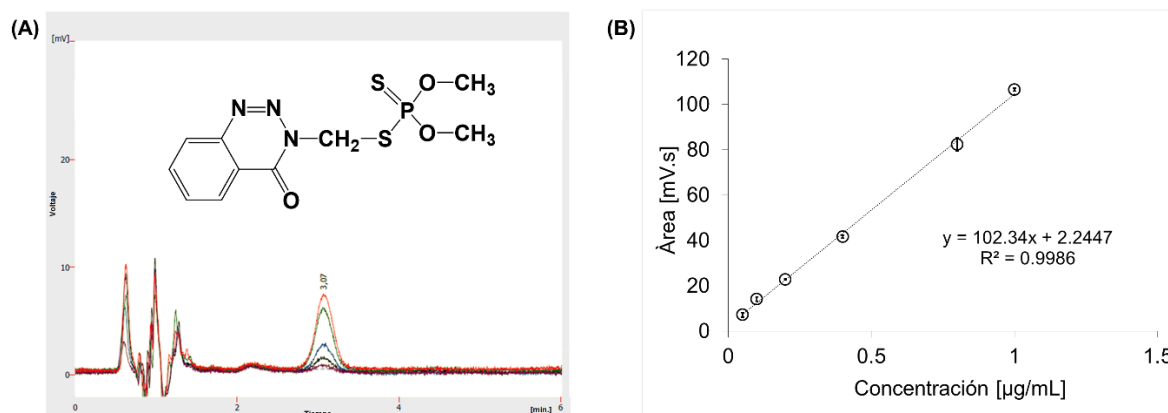 (A)
[mV]
20
Voltaje
10
0
3,07
0
2
4
6
Tiempo
[min.]
N=N
N
CH₂
S
S
P
O
CH₃
O
CH₃
O
(B)
120
100
80
60
40
20
0
Àrea [mV.s]
y = 102.34x + 2.2447
R² = 0.9986
0
0.5
1
1.5
Concentración [µg/mL]